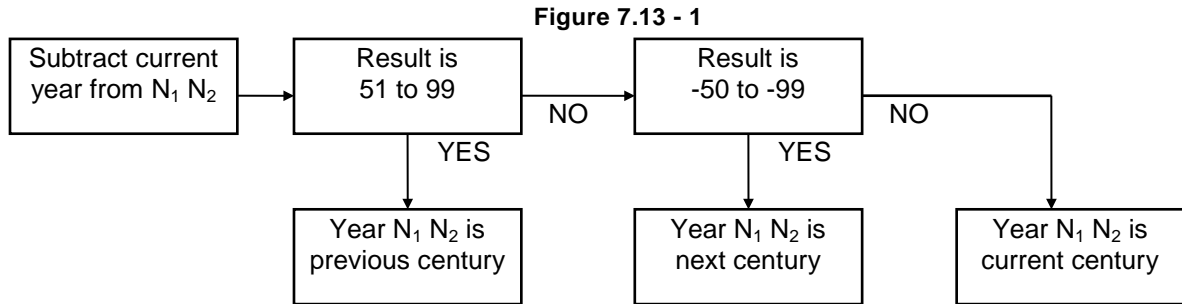 Figure 7.13 - 1
Subtract current
year from N₁ N₂
Result is
51 to 99
NO
YES
Result is
-50 to -99
NO
YES
Year N₁ N₂ is
previous century
Year N₁ N₂ is
next century
Year N₁ N₂ is
current century